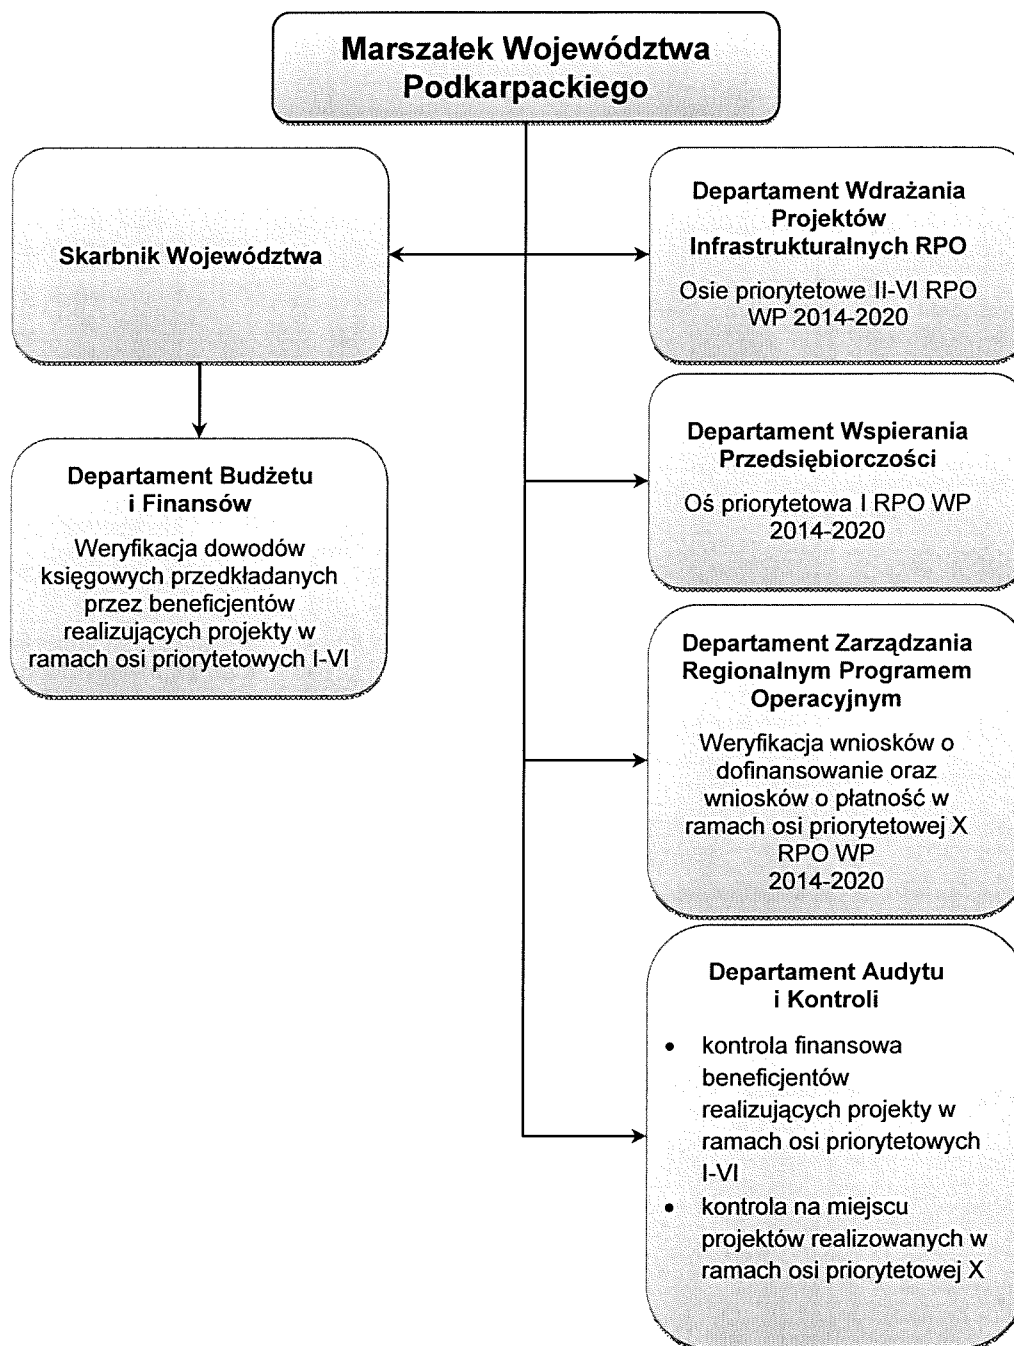 Marszałek Województwa
Podkarpackiego
Skarbnik Województwa
Departament Budżetu
i Finansów
Weryfikacja dowodów
księgowych przedkładanych
przez beneficjentów
realizujących projekty w
ramach osi priorytetowych I-VI
Departament Wdrażania
Projektów
Infrastrukturalnych RPO
Osie priorytetowe II-VI RPO
WP 2014-2020
Departament Wspierania
Przedsiębiorczości
Oś priorytetowa I RPO WP
2014-2020
Departament Zarządzania
Regionalnym Programem
Operacyjnym
Weryfikacja wniosków o
dofinansowanie oraz
wniosków o płatność w
ramach osi priorytetowej X
RPO WP
2014-2020
Departament Audytu
i Kontroli
• kontrola finansowa
beneficjentów
realizujących projekty w
ramach osi priorytetowych
I-VI
• kontrola na miejscu
projektów realizowanych w
ramach osi priorytetowej X